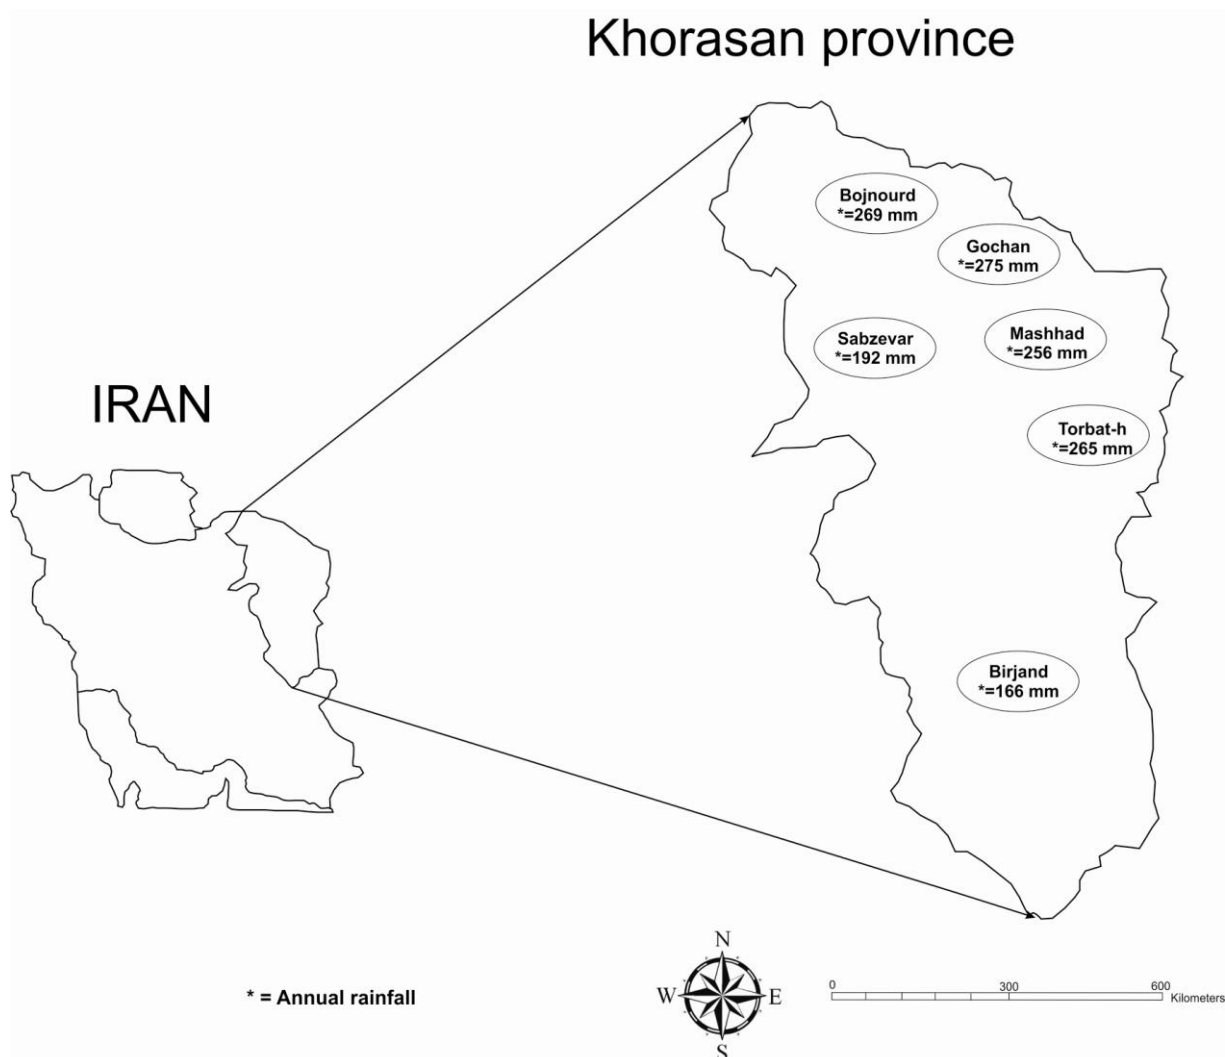 Khorasan province
Bojnourd
*=269 mm
Gochan
*=275 mm
Sabzevar
*=192 mm
Mashhad
*=256 mm
IRAN
Torbat-h
*=265 mm
Birjand
*=166 mm
N
W
E
S
* = Annual rainfall
0 300 600
Kilometers